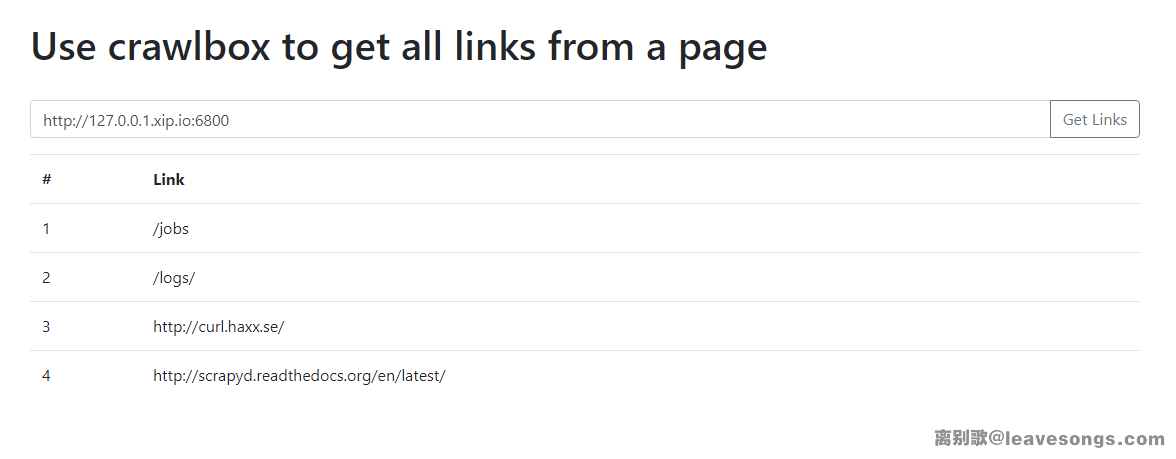 Use crawlbox to get all links from a page
http://127.0.0.1.xip.io:6800 Get Links
# Link
1 /jobs
2 /logs/
3 http://curl.haxx.se/
4 http://scrapyd.readthedocs.org/en/latest/
离别歌@leavesongs.com